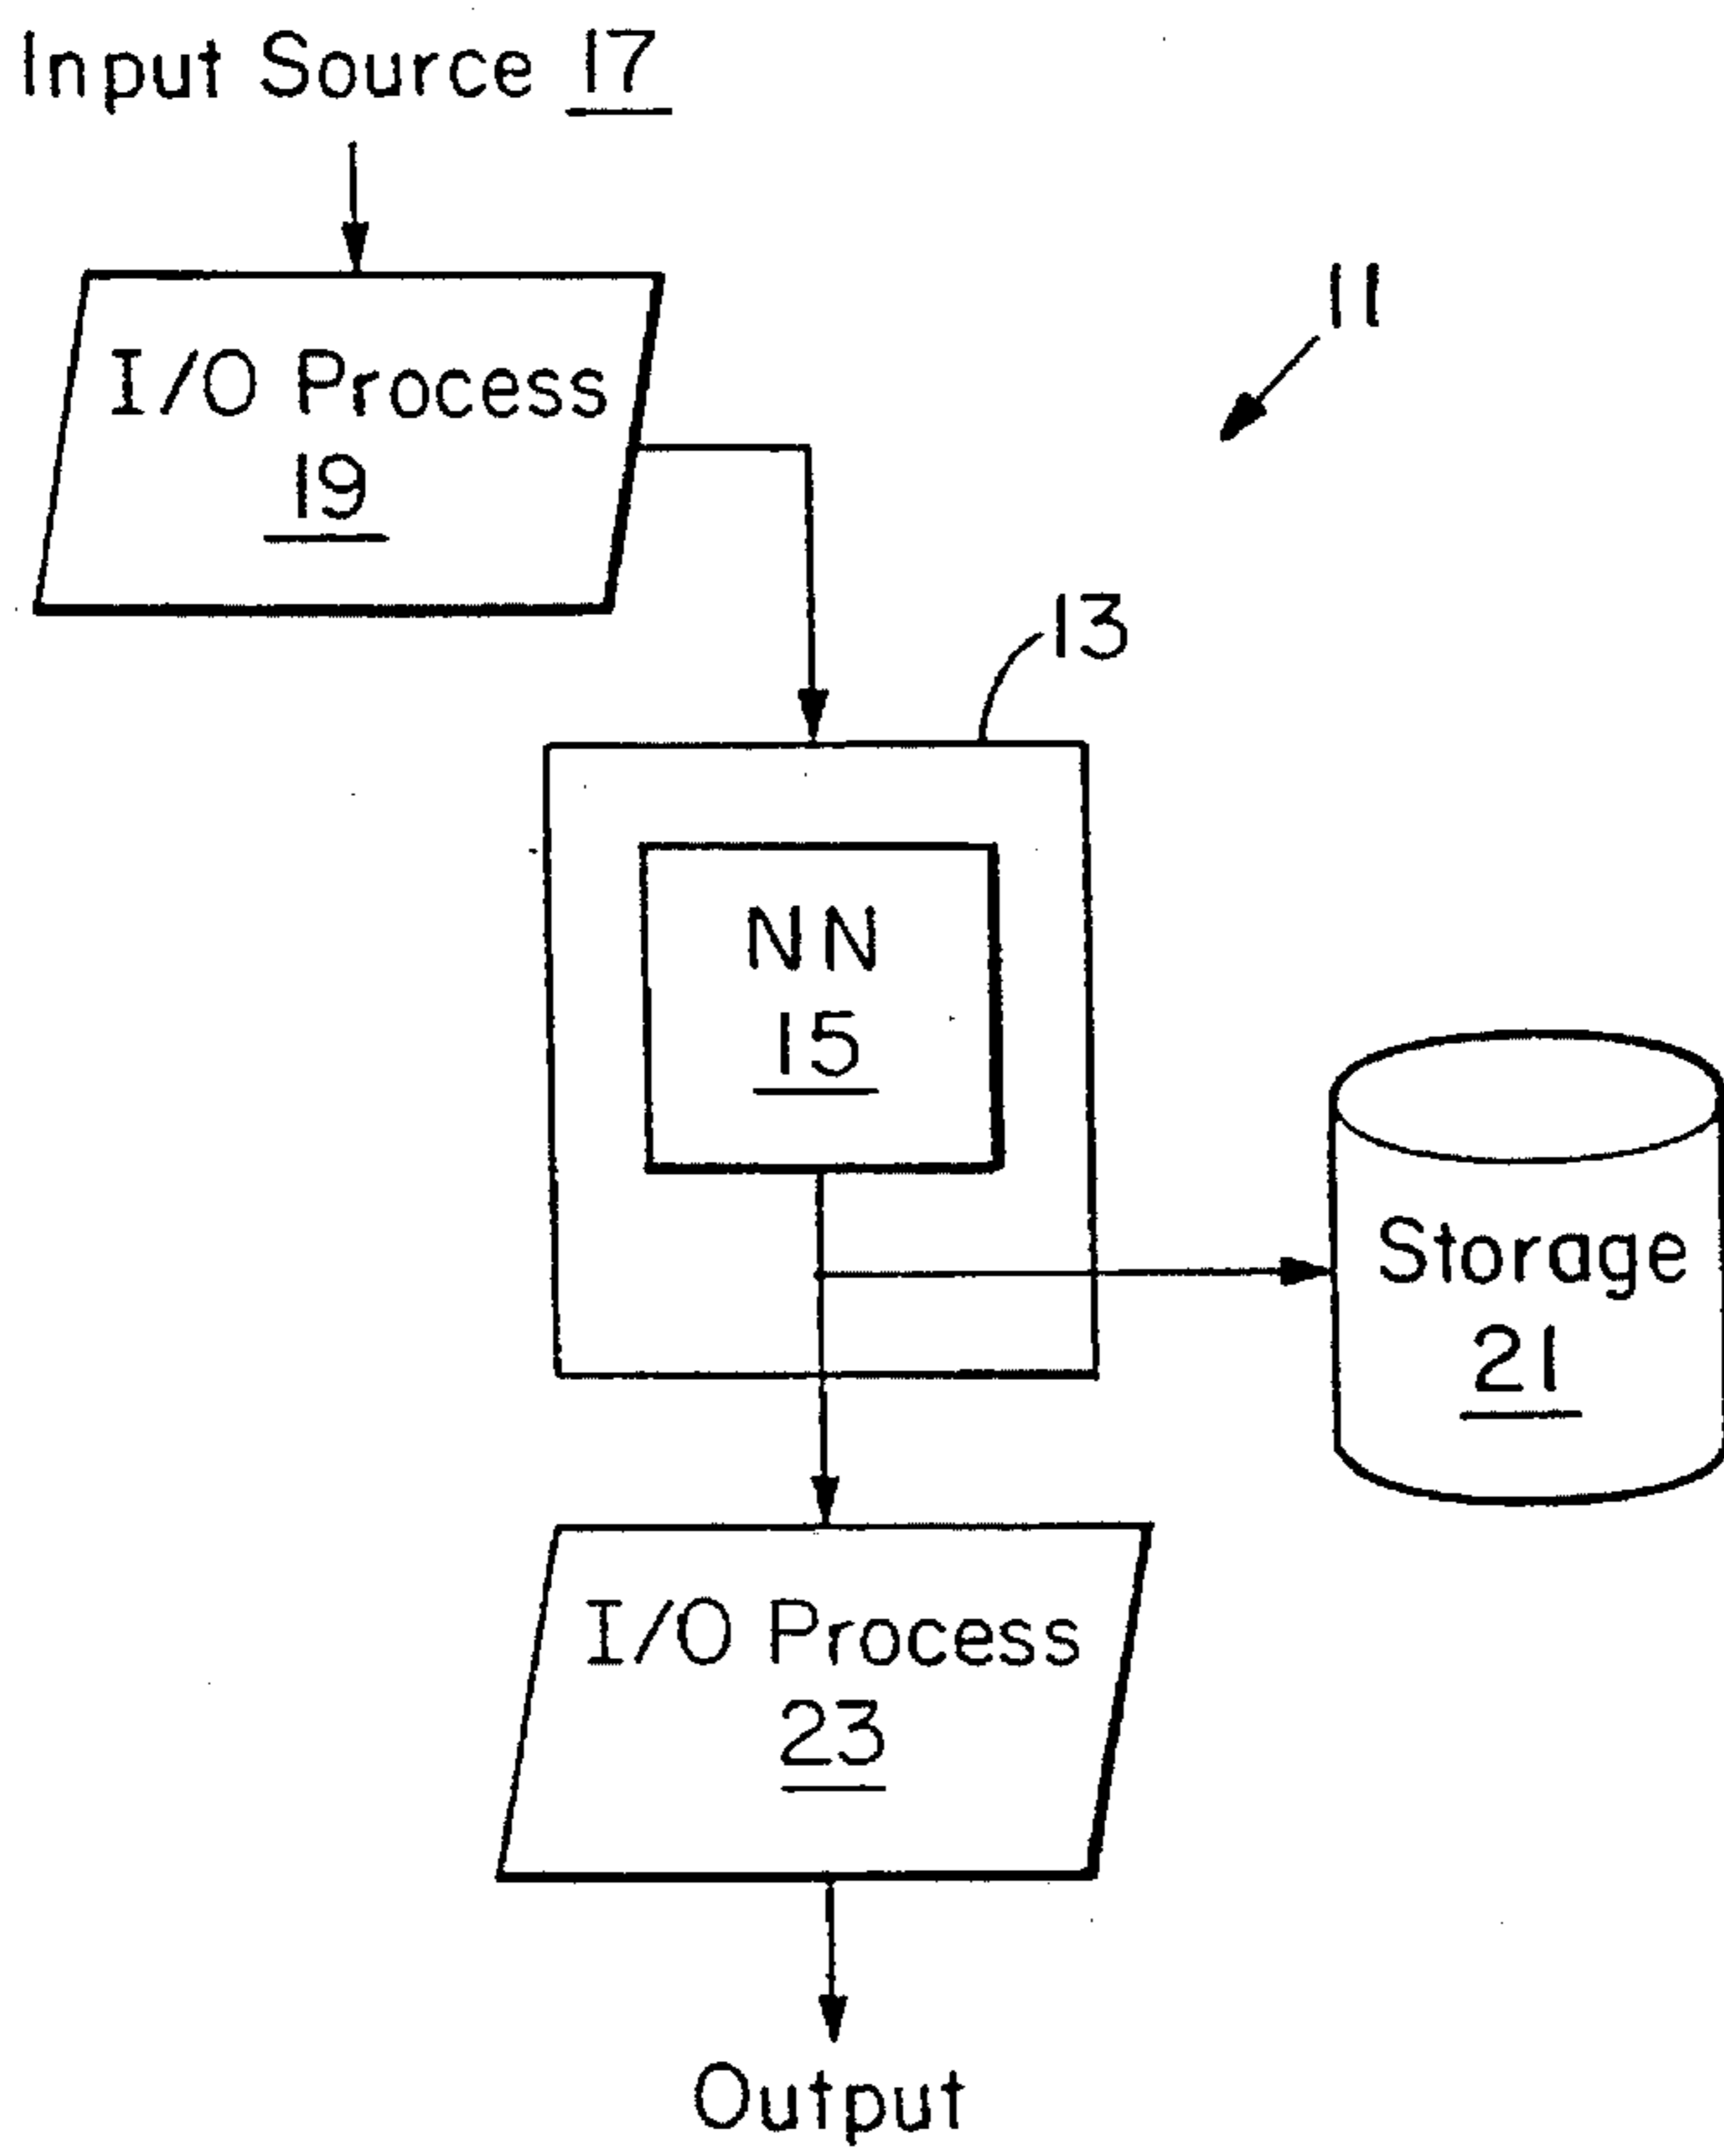 Input Source 17
I/O Process
19
11
13
NN
15
Storage
21
I/O Process
23
Output